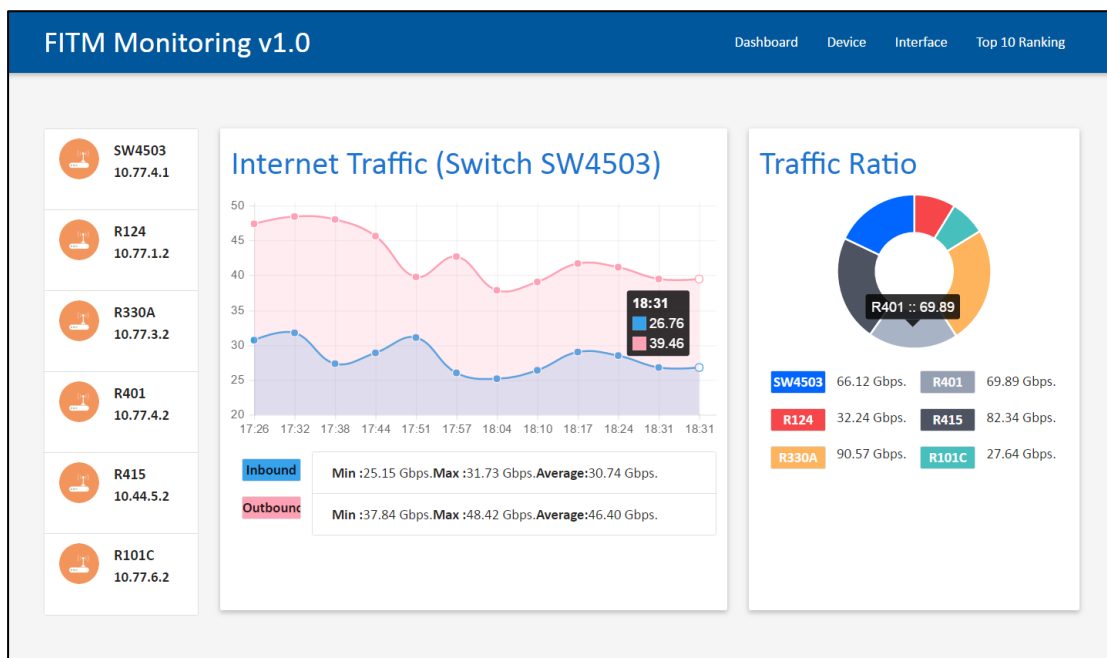 FITM Monitoring v1.0
Dashboard Device Interface Top 10 Ranking
SW4503
10.77.4.1
R124
10.77.1.2
R330A
10.77.3.2
R401
10.77.4.2
R415
10.44.5.2
R101C
10.77.6.2
Internet Traffic (Switch SW4503)
50
45
40
35
30
25
20
17:26 17:32 17:38 17:44 17:51 17:57 18:04 18:10 18:17 18:24 18:31 18:31
18:31
26.76
39.46
Inbound
Min :25.15 Gbps.Max :31.73 Gbps.Average:30.74 Gbps.
Outbound
Min :37.84 Gbps.Max :48.42 Gbps.Average:46.40 Gbps.
Traffic Ratio
R401 :: 69.89
SW4503 66.12 Gbps. R401 69.89 Gbps.
R124 32.24 Gbps. R415 82.34 Gbps.
R330A 90.57 Gbps. R101C 27.64 Gbps.